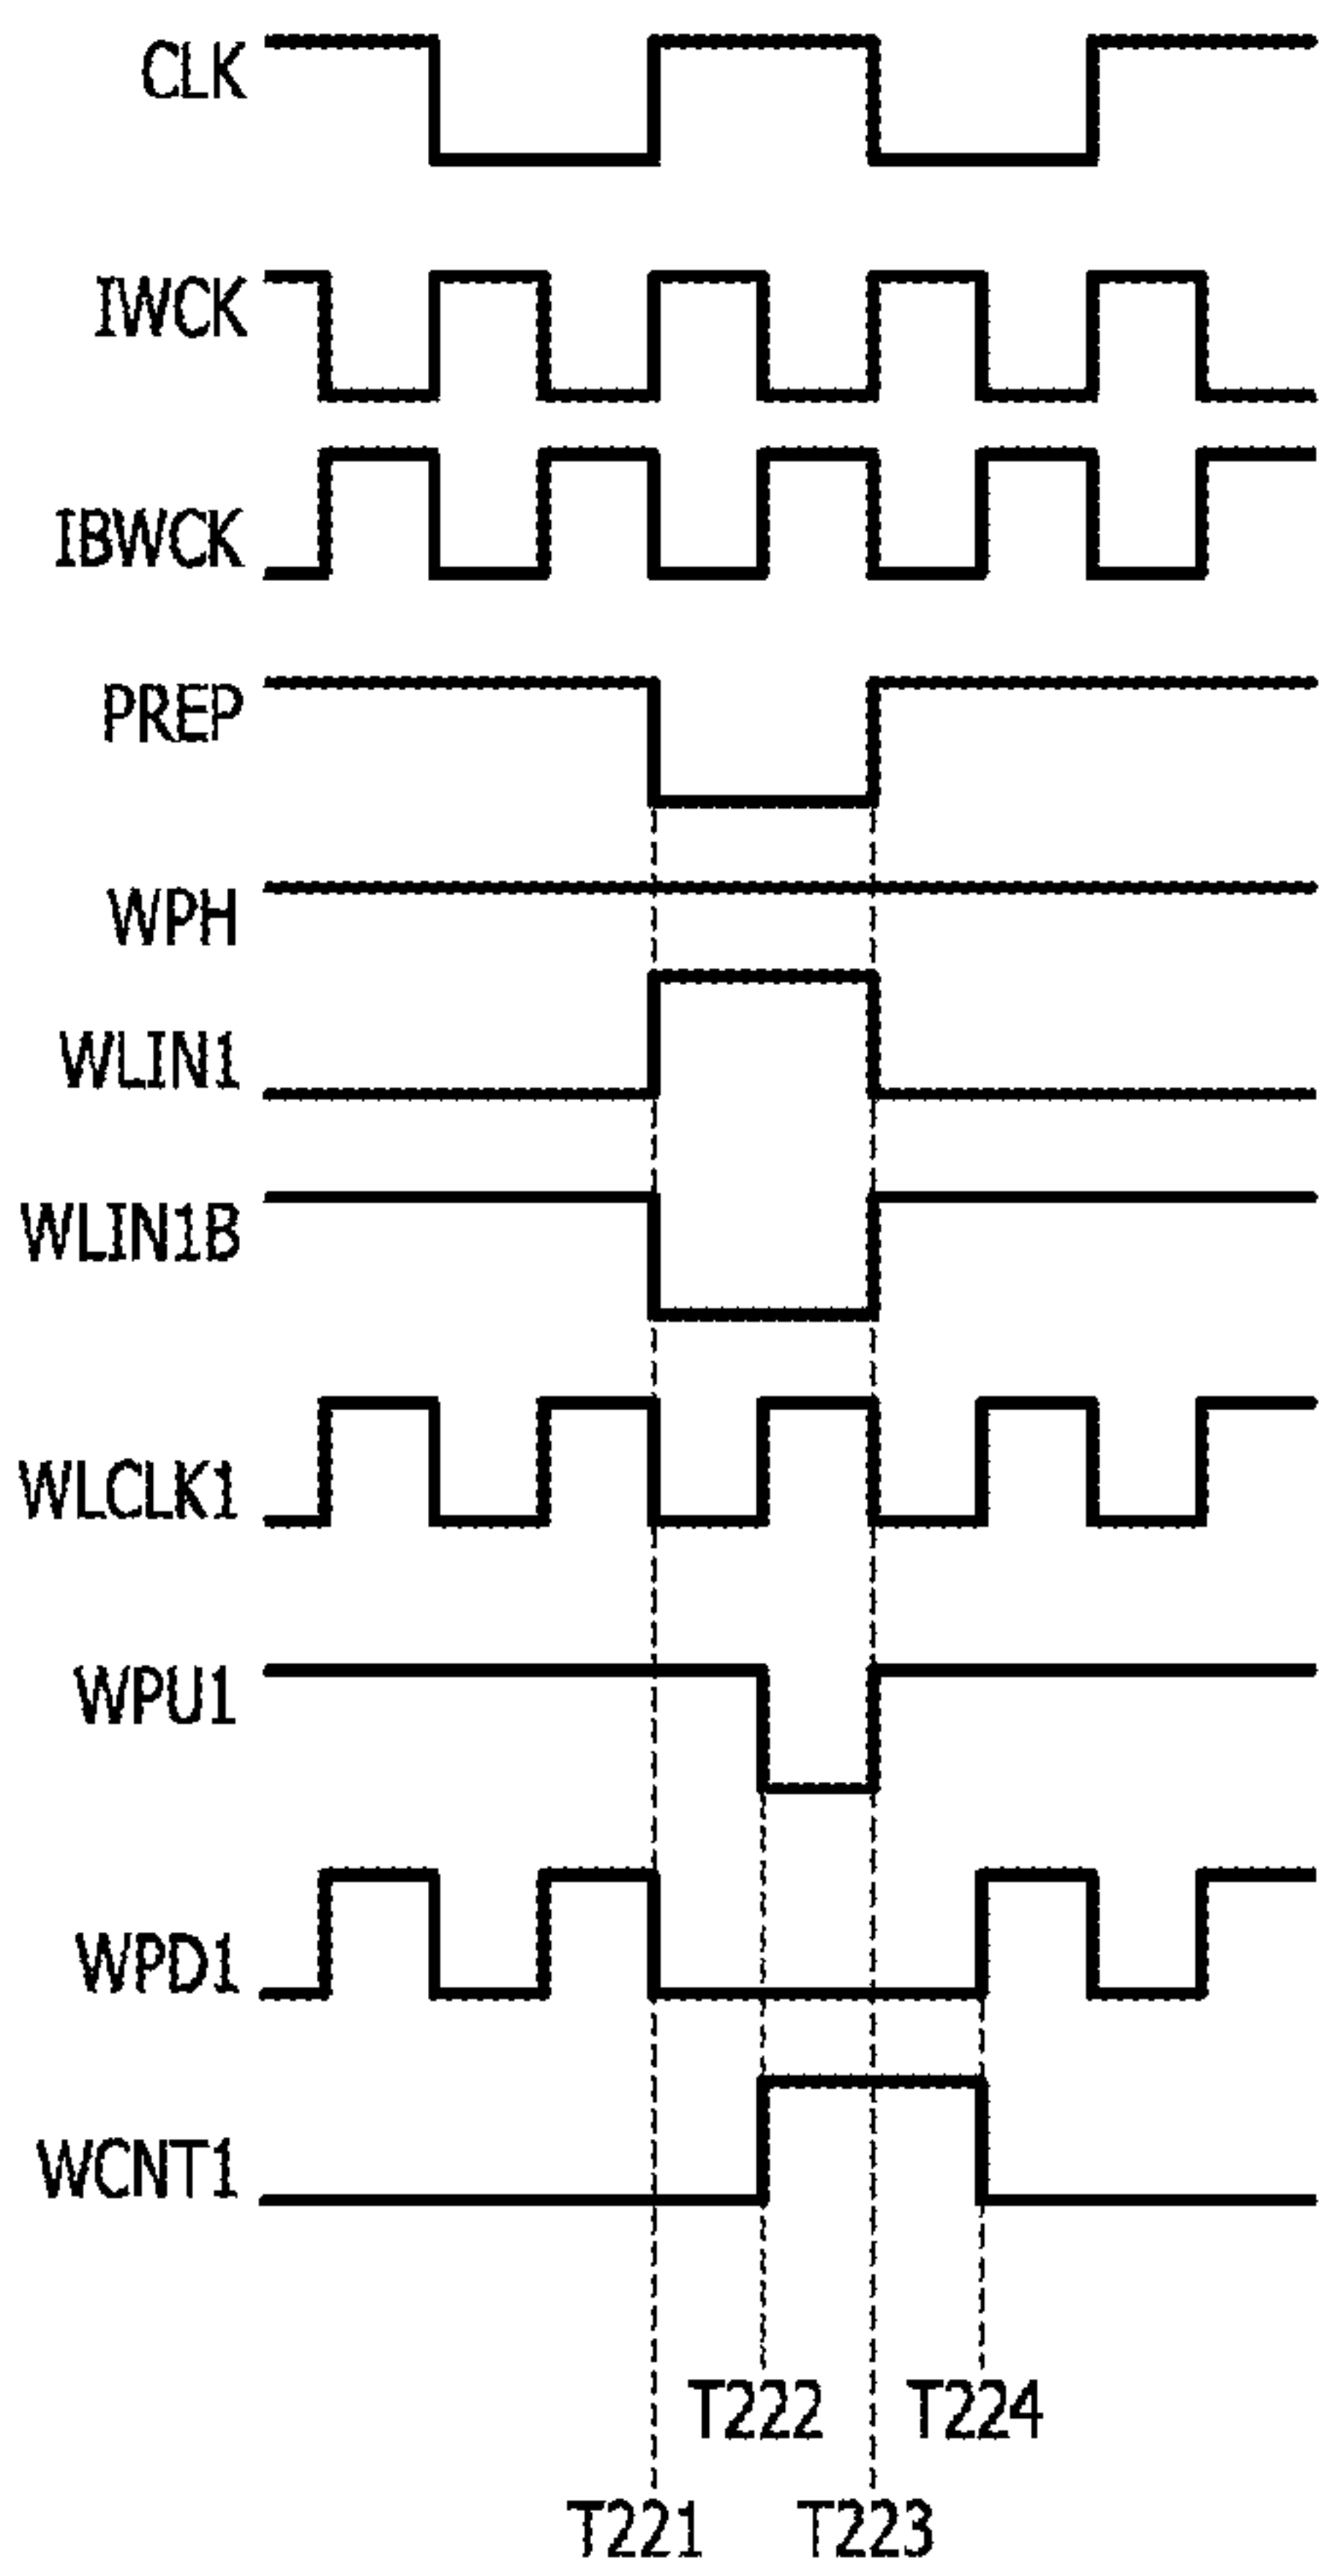 CLK
IWCK
IBWCK
PREP
WPH
WLIN1
WLIN1B
WLCLK1
WPU1
WPD1
WCNT1
T222 T224
T221 T223